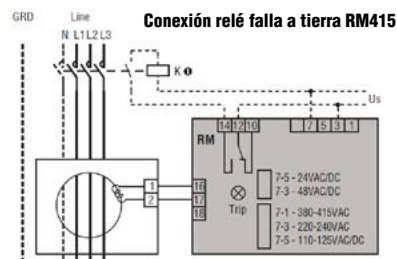 GRD Line Conexión relé falla a tierra RM415
N L1 L2 L3
K
Us
14 12 10 7 5 3 1
RM
1 16
2 17
18
Trip
7-5 - 24VAC/DC
7-3 - 48VAC/DC
7-1 - 380-415VAC
7-3 - 220-240VAC
7-5 - 110-125VAC/DC